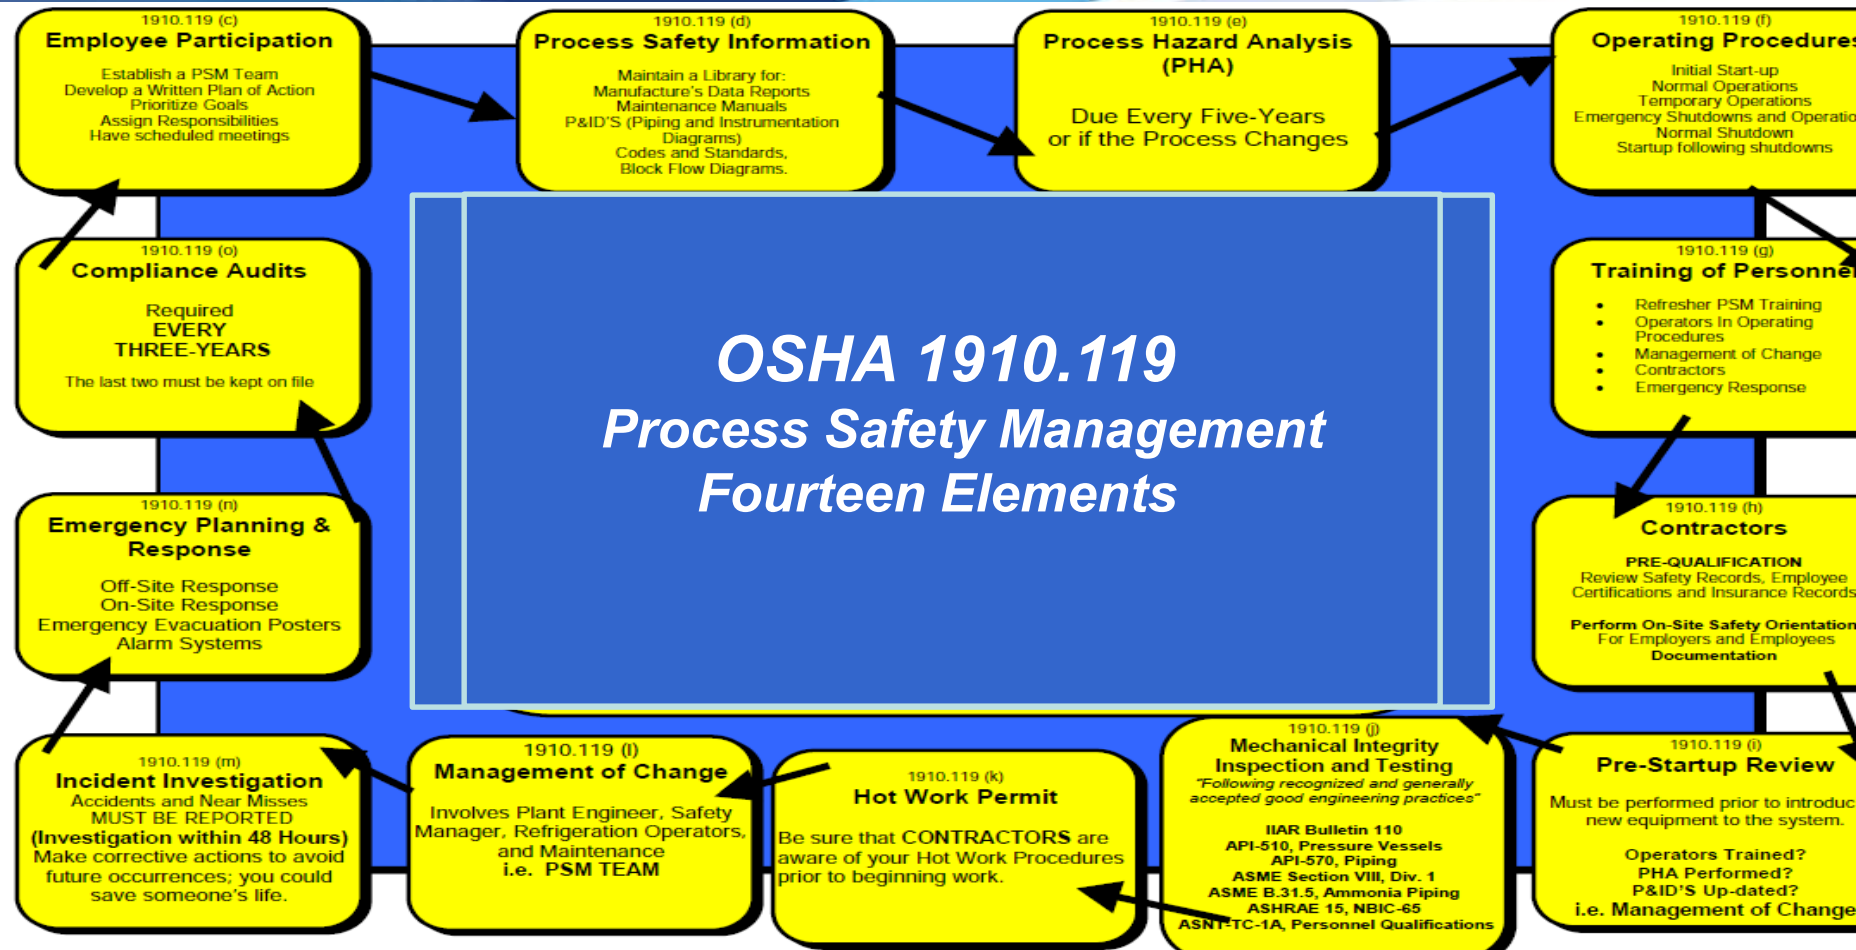 1910.119 (c)
Employee Participation
Establish a PSM Team
Develop a Written Plan of Action
Prioritize Goals
Assign Responsibilities
Have scheduled meetings
1910.119 (d)
Process Safety Information
Maintain a Library for:
Manufacture's Data Reports
Maintenance Manuals
P&ID'S (Piping and Instrumentation
Diagrams)
Codes and Standards,
Block Flow Diagrams.
1910.119 (e)
Process Hazard Analysis
(PHA)
Due Every Five-Years
or if the Process Changes
1910.119 (f)
Operating Procedures
Initial Start-up
Normal Operations
Temporary Operations
Emergency Shutdowns and Operatio
Normal Shutdown
Startup following shutdowns
1910.119 (g)
Training of Personnel
• Refresher PSM Training
• Operators In Operating
Procedures
• Management of Change
• Contractors
• Emergency Response
1910.119 (h)
Contractors
PRE-QUALIFICATION
Review Safety Records, Employee
Certifications and Insurance Records
Perform On-Site Safety Orientation
For Employers and Employees
Documentation
1910.119 (i)
Pre-Startup Review
Must be performed prior to introduc
new equipment to the system.
Operators Trained?
PHA Performed?
P&ID'S Up-dated?
i.e. Management of Change
1910.119 (j)
Mechanical Integrity
Inspection and Testing
"Following recognized and generally
accepted good engineering practices"
IIAR Bulletin 110
API-510, Pressure Vessels
API-570, Piping
ASME Section VIII, Div. 1
ASME B.31.5, Ammonia Piping
ASHRAE 15, NBIC-65
ASNT-TC-1A, Personnel Qualifications
1910.119 (k)
Hot Work Permit
Be sure that CONTRACTORS are
aware of your Hot Work Procedures
prior to beginning work.
1910.119 (l)
Management of Change
Involves Plant Engineer, Safety
Manager, Refrigeration Operators,
and Maintenance
i.e. PSM TEAM
1910.119 (m)
Incident Investigation
Accidents and Near Misses
MUST BE REPORTED
(Investigation within 48 Hours)
Make corrective actions to avoid
future occurrences; you could
save someone's life.
1910.119 (n)
Emergency Planning &
Response
Off-Site Response
On-Site Response
Emergency Evacuation Posters
Alarm Systems
1910.119 (o)
Compliance Audits
Required
EVERY
THREE-YEARS
The last two must be kept on file
OSHA 1910.119
Process Safety Management
Fourteen Elements